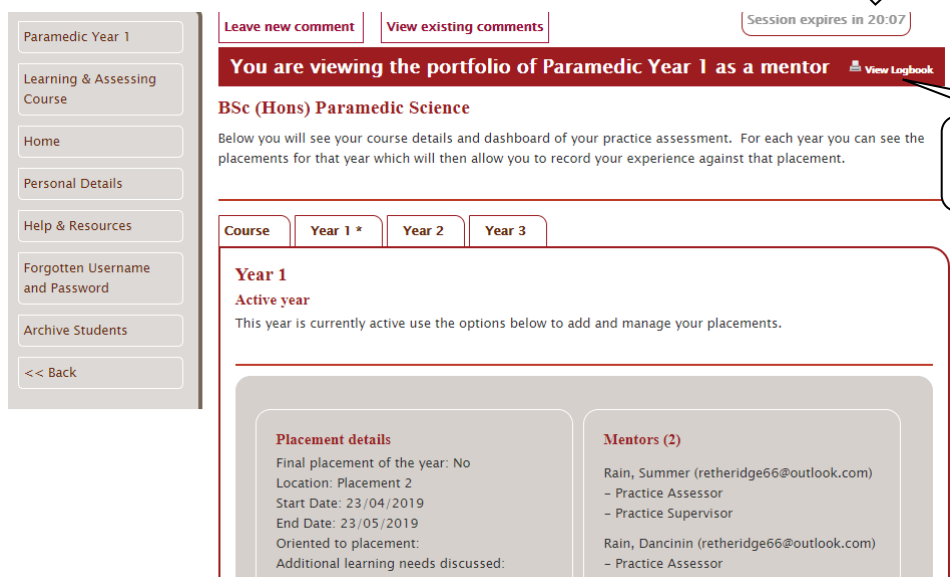 Paramedic Year 1
Learning & Assessing
Course
Home
Personal Details
Help & Resources
Forgotten Username
and Password
Archive Students
<< Back
Leave new comment
View existing comments
Session expires in 20:07
You are viewing the portfolio of Paramedic Year 1 as a mentor
View Logbook
BSc (Hons) Paramedic Science
Below you will see your course details and dashboard of your practice assessment. For each year you can see the
placements for that year which will then allow you to record your experience against that placement.
Course
Year 1 *
Year 2
Year 3
Year 1
Active year
This year is currently active use the options below to add and manage your placements.
Placement details
Final placement of the year: No
Location: Placement 2
Start Date: 23/04/2019
End Date: 23/05/2019
Oriented to placement:
Additional learning needs discussed:
Mentors (2)
Rain, Summer (retheridge66@outlook.com)
– Practice Assessor
– Practice Supervisor
Rain, Dancinin (retheridge66@outlook.com)
– Practice Assessor